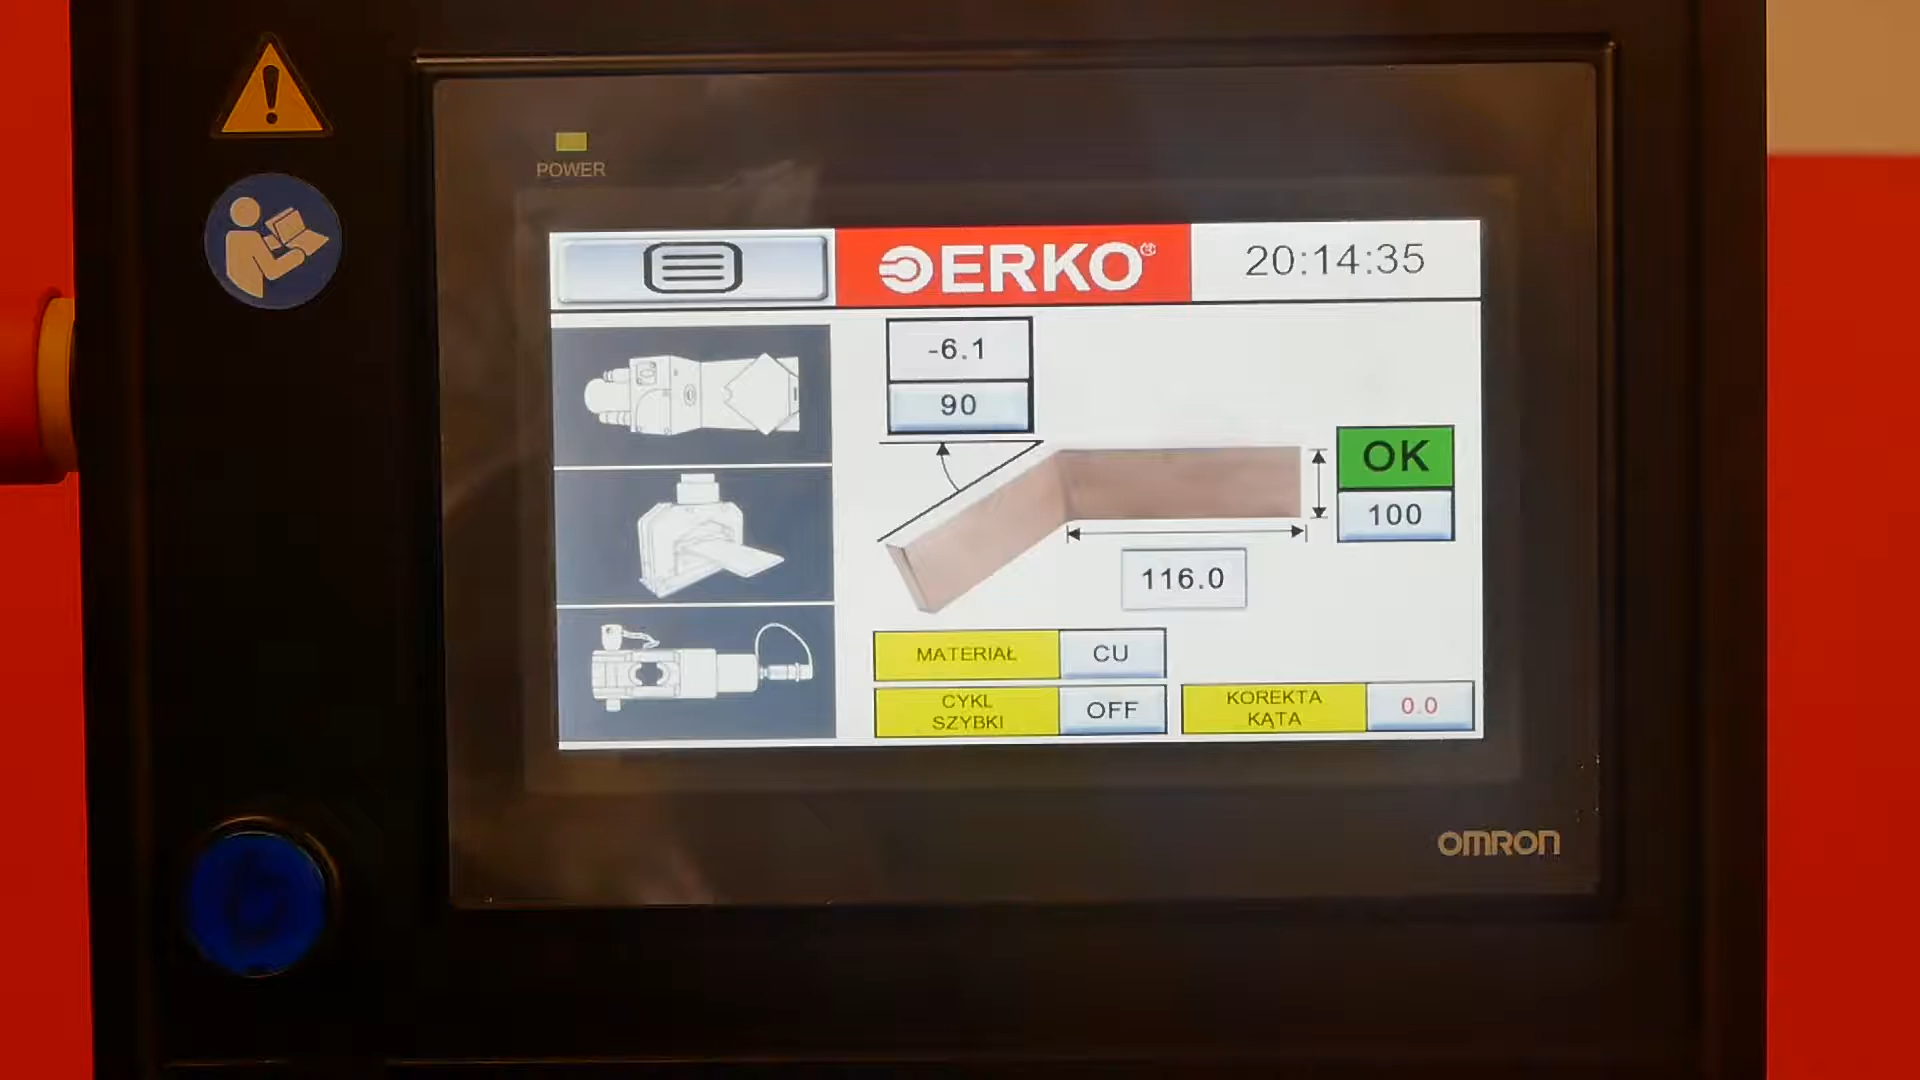 POWER
ERKO®
20:14:35
-6.1
90
OK
100
116.0
MATERIAŁ
CU
CYKL
SZYBKI
OFF
KOREKTA
KĄTA
0.0
OMRON